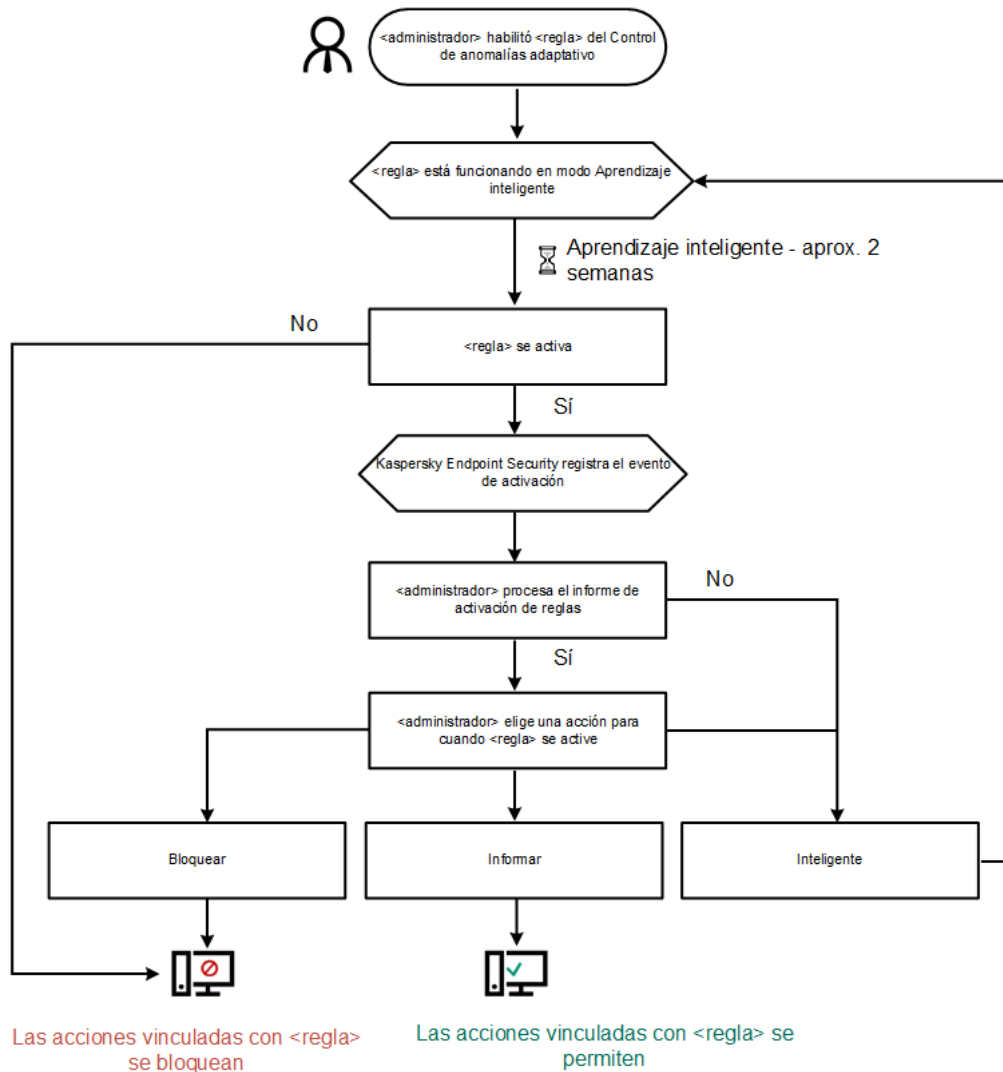 <administrador> habilitó <regla> del Control
de anomalías adaptativo
<regla> está funcionando en modo Aprendizaje
inteligente
Aprendizaje inteligente - aprox. 2
semanas
No
<regla> se activa
Sí
Kaspersky Endpoint Security registra el evento
de activación
<administrador> procesa el informe de
activación de reglas
No
Sí
<administrador> elige una acción para
cuando <regla> se active
Bloquear
Informar
Inteligente
Las acciones vinculadas con <regla>
se bloquean
Las acciones vinculadas con <regla> se
permiten